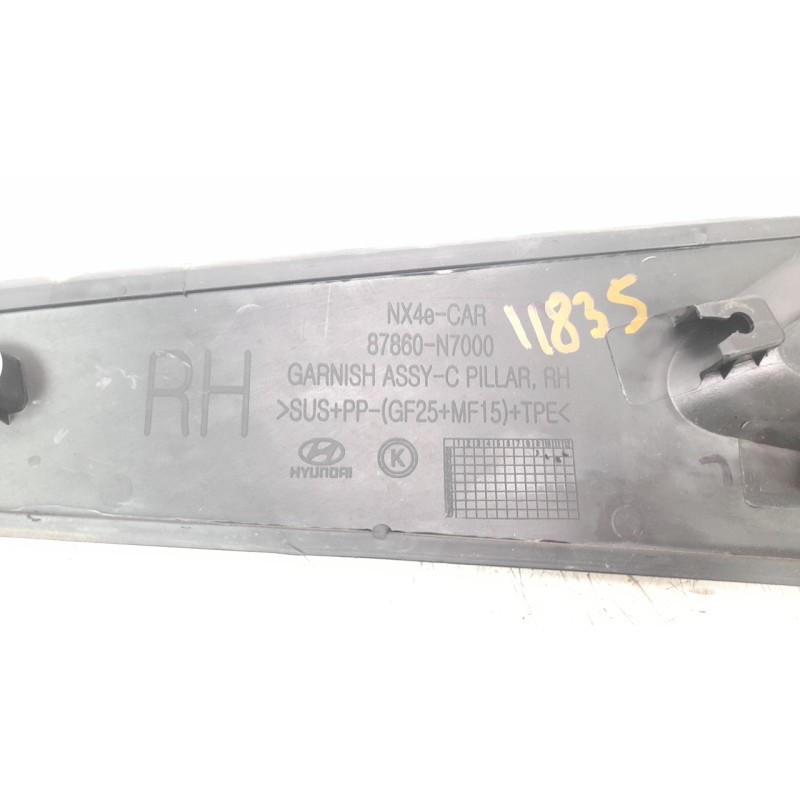 NX4e-CAR
11835
87860-N7000
GARNISH ASSY-C PILLAR, RH
RH
>SUS+PP-(GF25+MF15)+TPE<
HYUNDAI
K